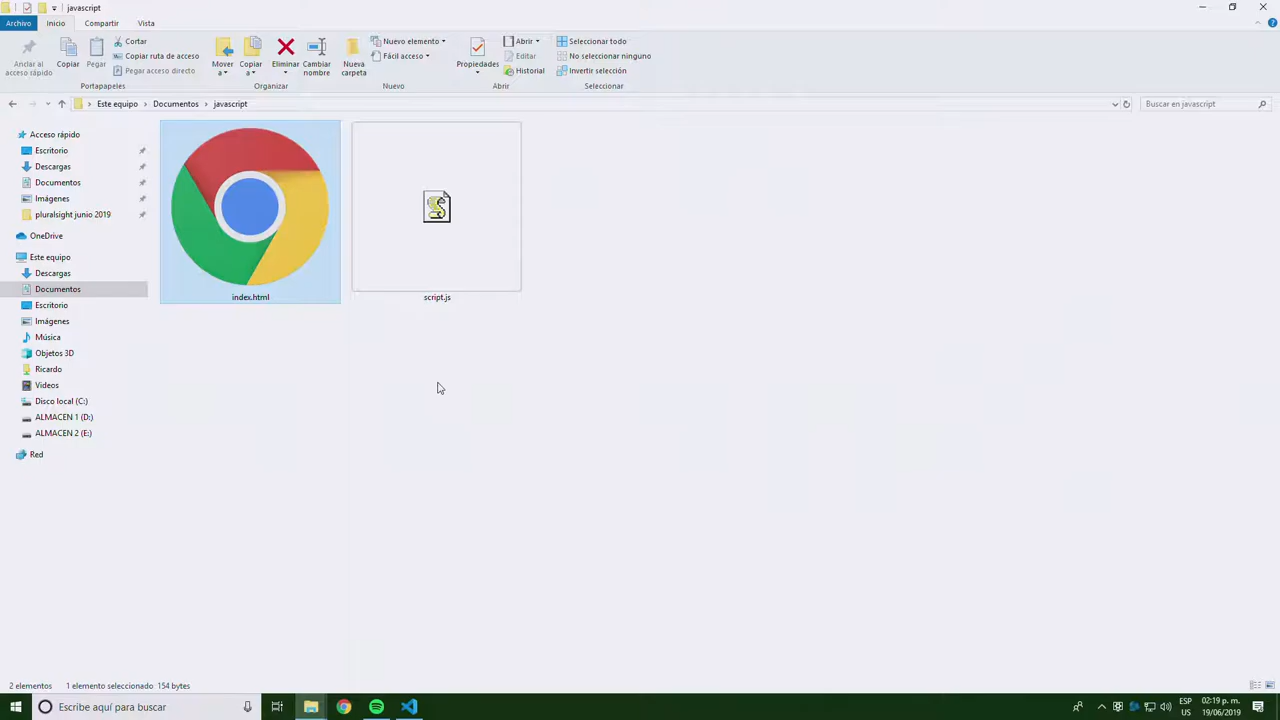 javascript
Archivo
Inicio
Compartir
Vista
Anclar al acceso rápido
Copiar
Pegar
Cortar
Copiar ruta de acceso
Pegar acceso directo
Portapapeles
Mover a
Copiar a
Eliminar
Cambiar nombre
Organizar
Nueva carpeta
Nuevo elemento
Fácil acceso
Nuevo
Propiedades
Abrir
Editar
Historial
Abrir
Seleccionar todo
No seleccionar ninguno
Invertir selección
Seleccionar
Este equipo
Documentos
javascript
Buscar en javascript
Acceso rápido
Escritorio
Descargas
Documentos
Imágenes
pluralsight junio 2019
OneDrive
Este equipo
Descargas
Documentos
Escritorio
Imágenes
Música
Objetos 3D
Ricardo
Videos
Disco local (C:)
ALMACEN 1 (D:)
ALMACEN 2 (E:)
Red
index.html
script.js
2 elementos
1 elemento seleccionado 154 bytes
Escribe aquí para buscar
ESP
US
02:19 p. m.
19/06/2019